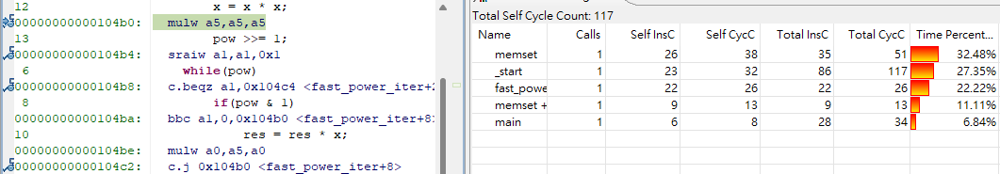 12 x = x * x;
00000000000104b0: mulw a5,a5,a5
13 pow >>= 1;
00000000000104b4: sraiw a1,a1,0x1
6 while(pow)
00000000000104b8: c.beqz a1,0x104c4 <fast_power_iter+2
8 if(pow & 1)
00000000000104ba: bbc a1,0,0x104b0 <fast_power_iter+8>
10 res = res * x;
00000000000104be: mulw a0,a5,a0
00000000000104c2: c.j 0x104b0 <fast_power_iter+8>
Total Self Cycle Count: 117
Name Calls Self InsC Self CycC Total InsC Total CycC Time Percent...
memset 1 26 38 35 51 32.48%
_start 1 23 32 86 117 27.35%
fast_powe 1 22 26 22 26 22.22%
memset + 1 9 13 9 13 11.11%
main 1 6 8 28 34 6.84%